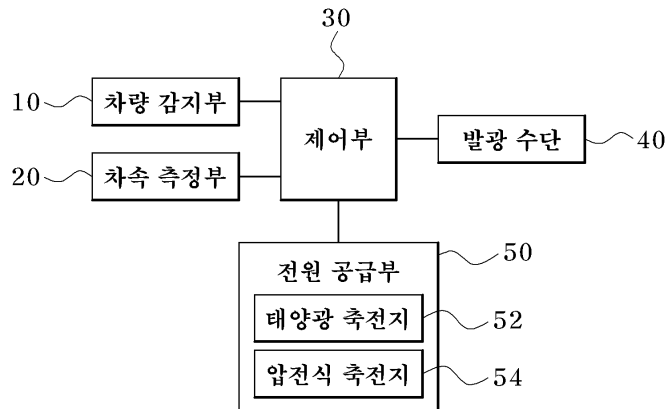 30
10
차량 감지부
제어부
발광 수단
40
20
차속 측정부
50
전원 공급부
태양광 축전지
52
압전식 축전지
54